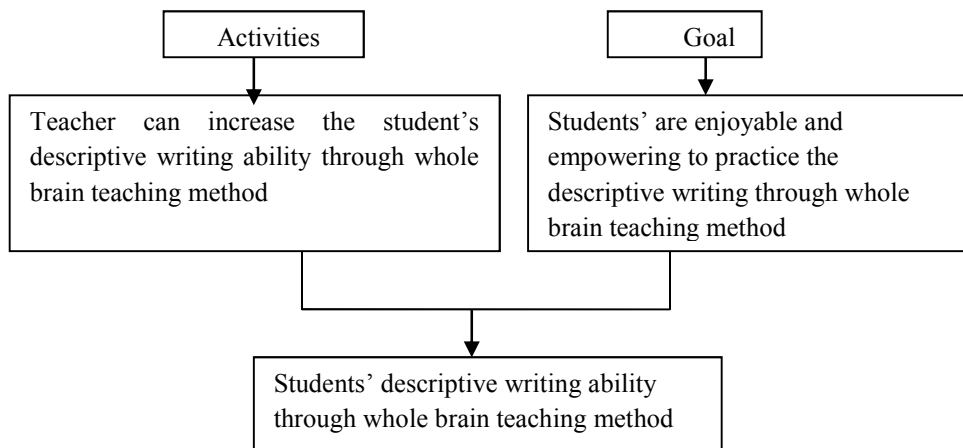 Activities
Goal
Teacher can increase the student’s
descriptive writing ability through whole
brain teaching method
Students’ are enjoyable and
empowering to practice the
descriptive writing through whole
brain teaching method
Students’ descriptive writing ability
through whole brain teaching method